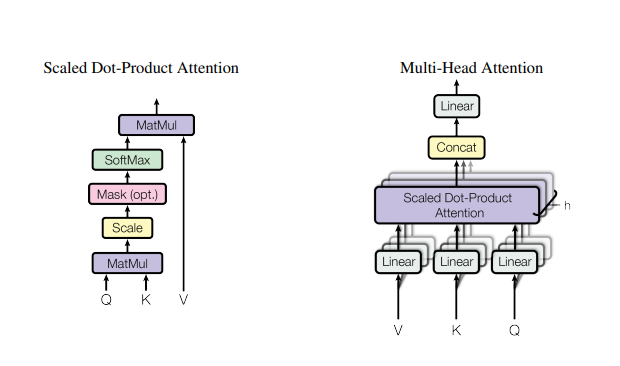 Scaled Dot-Product Attention
MatMul
SoftMax
Mask (opt.)
Scale
MatMul
Q K V
Multi-Head Attention
Linear
Concat
Scaled Dot-Product
Attention
h
Linear Linear Linear
V K Q